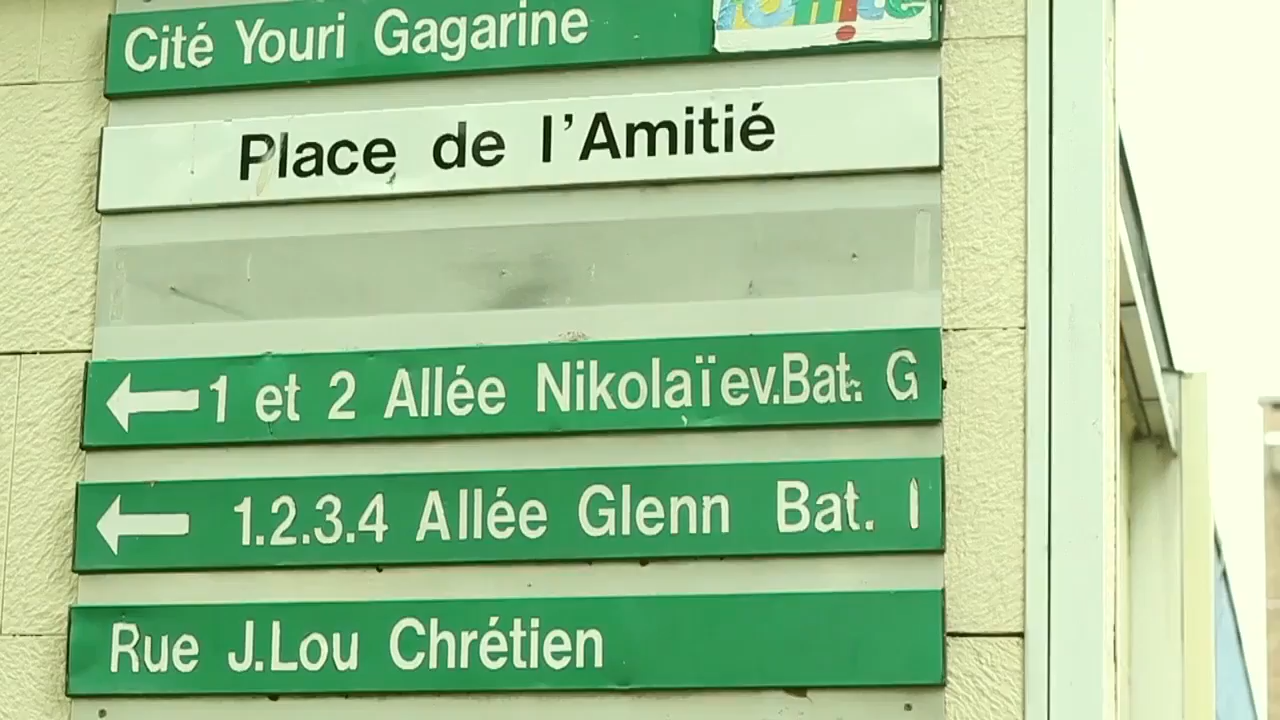 Cité Youri Gagarine
Place de l'Amitié
1 et 2 Allée Nikolaïev.Bat. G
1.2.3.4 Allée Glenn Bat. I
Rue J.Lou Chrétien